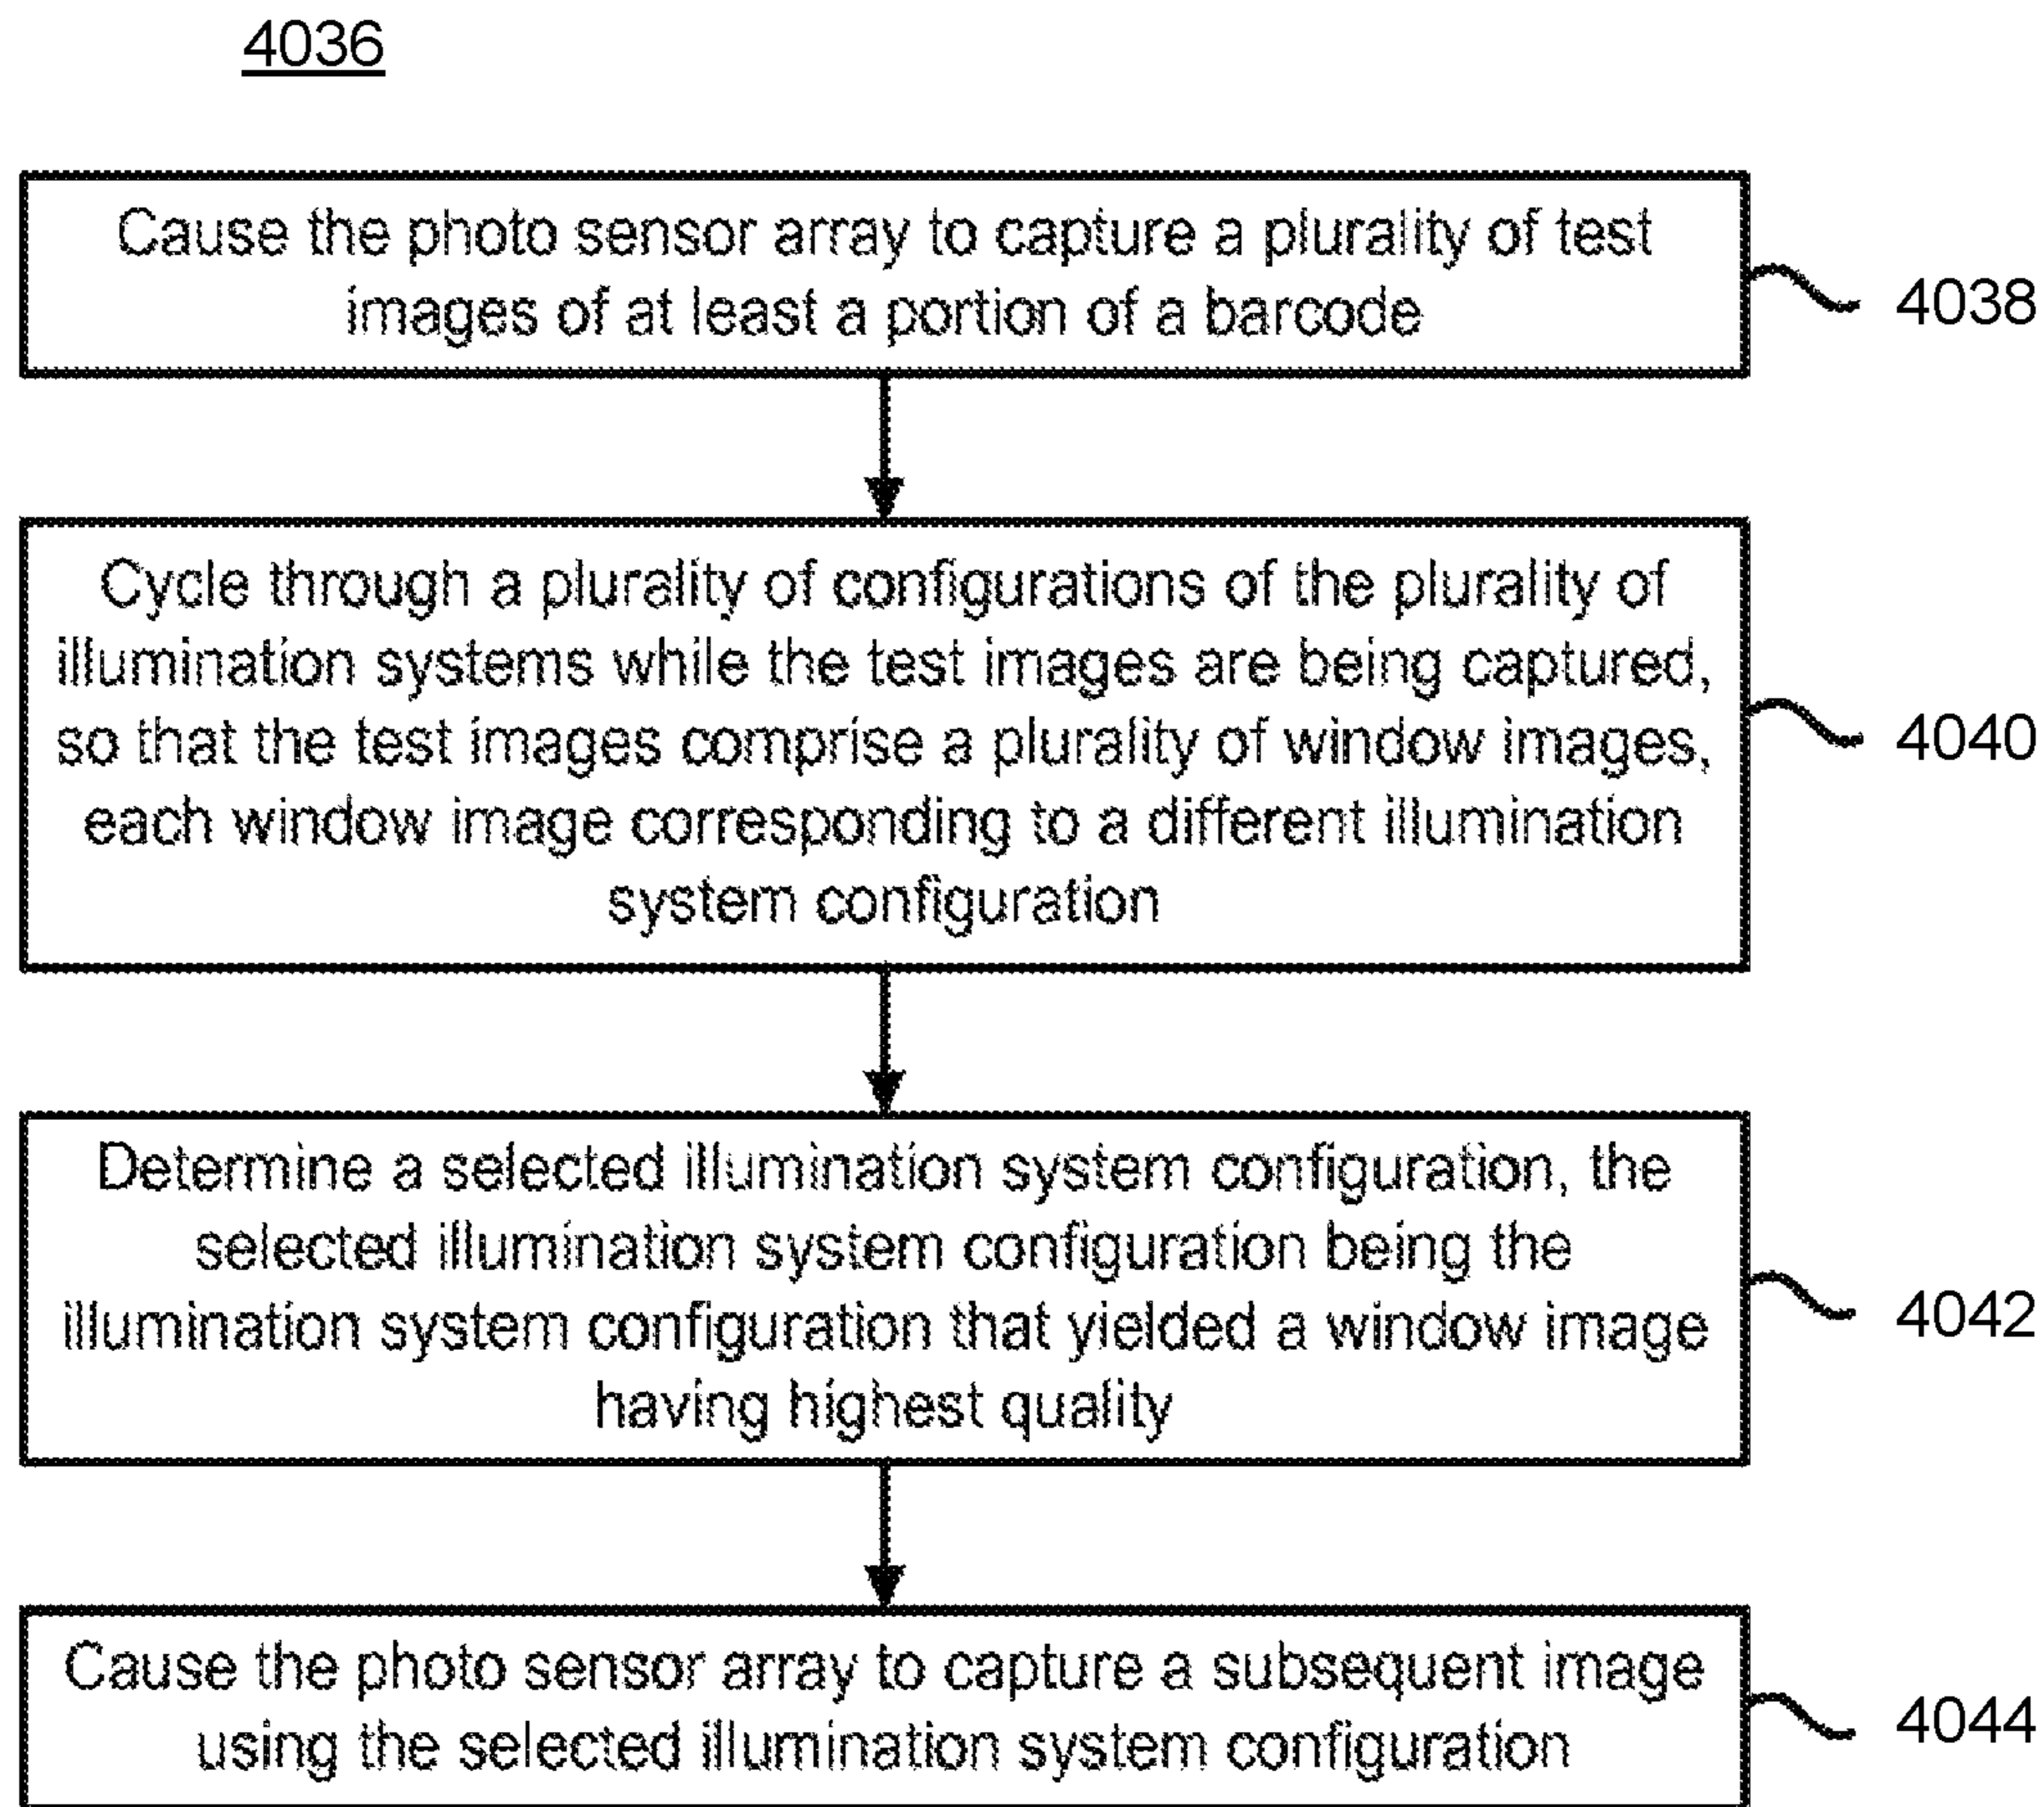 4036
Cause the photo sensor array to capture a plurality of test
images of at least a portion of a barcode
4038
Cycle through a plurality of configurations of the plurality of
illumination systems while the test images are being captured,
so that the test images comprise a plurality of window images,
each window image corresponding to a different illumination
system configuration
4040
Determine a selected illumination system configuration, the
selected illumination system configuration being the
illumination system configuration that yielded a window image
having highest quality
4042
Cause the photo sensor array to capture a subsequent image
using the selected illumination system configuration
4044